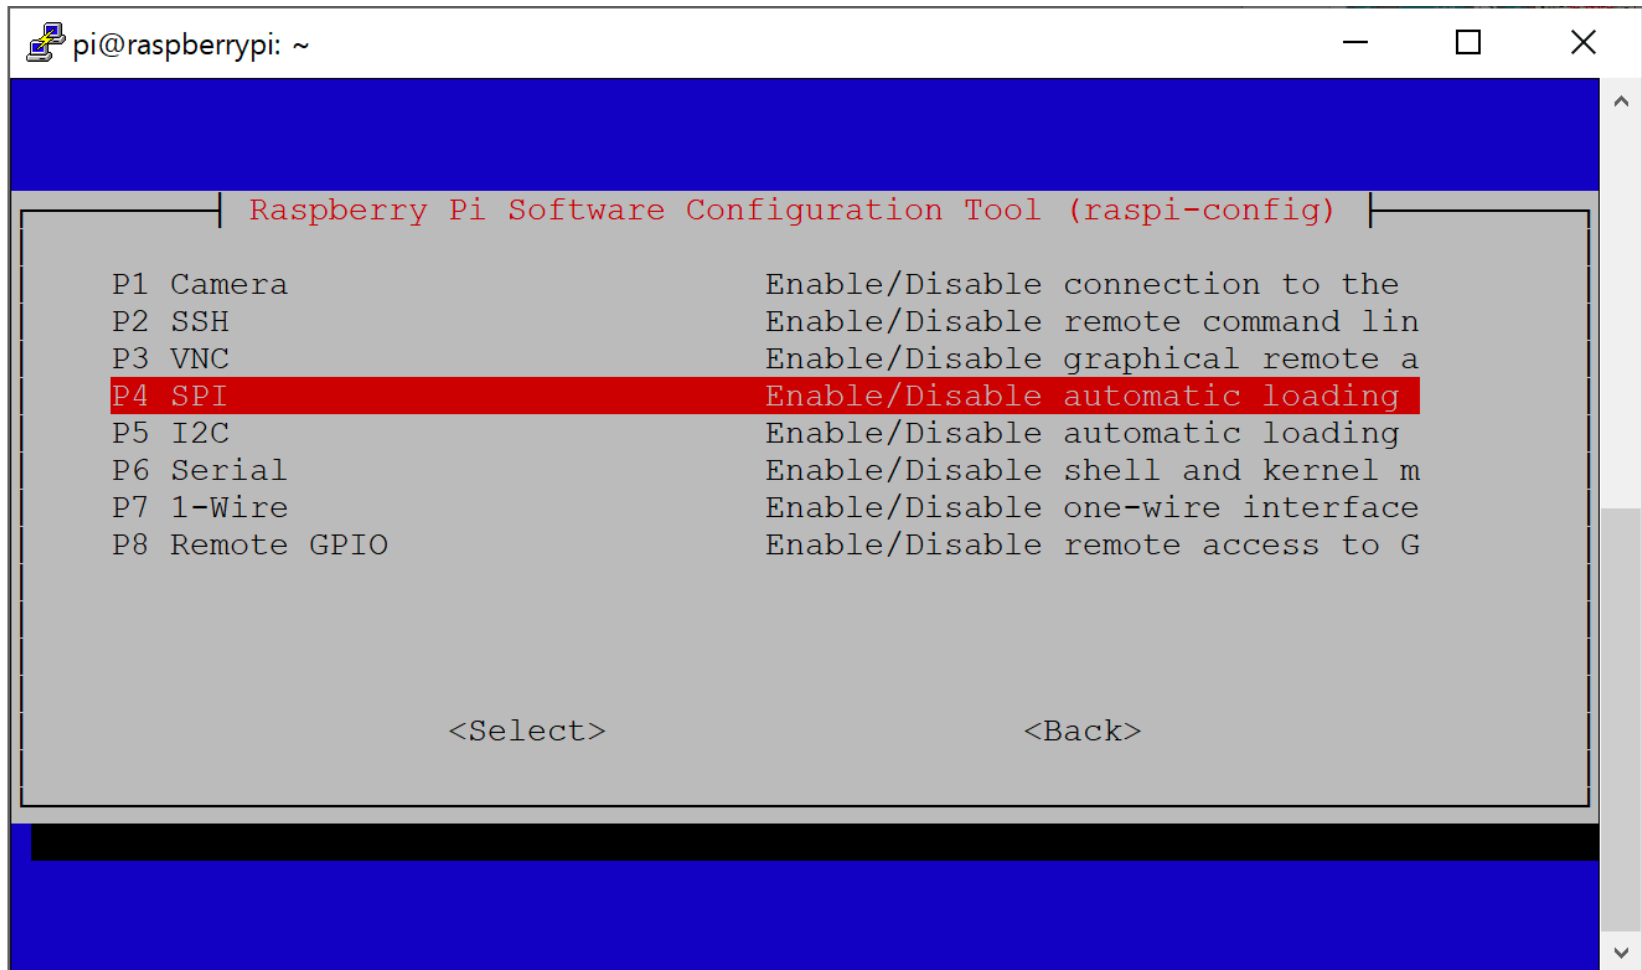 pi@raspberrypi: ~
Raspberry Pi Software Configuration Tool (raspi-config)
P1 Camera Enable/Disable connection to the
P2 SSH Enable/Disable remote command lin
P3 VNC Enable/Disable graphical remote a
P4 SPI Enable/Disable automatic loading
P5 I2C Enable/Disable automatic loading
P6 Serial Enable/Disable shell and kernel m
P7 1-Wire Enable/Disable one-wire interface
P8 Remote GPIO Enable/Disable remote access to G
<Select> <Back>